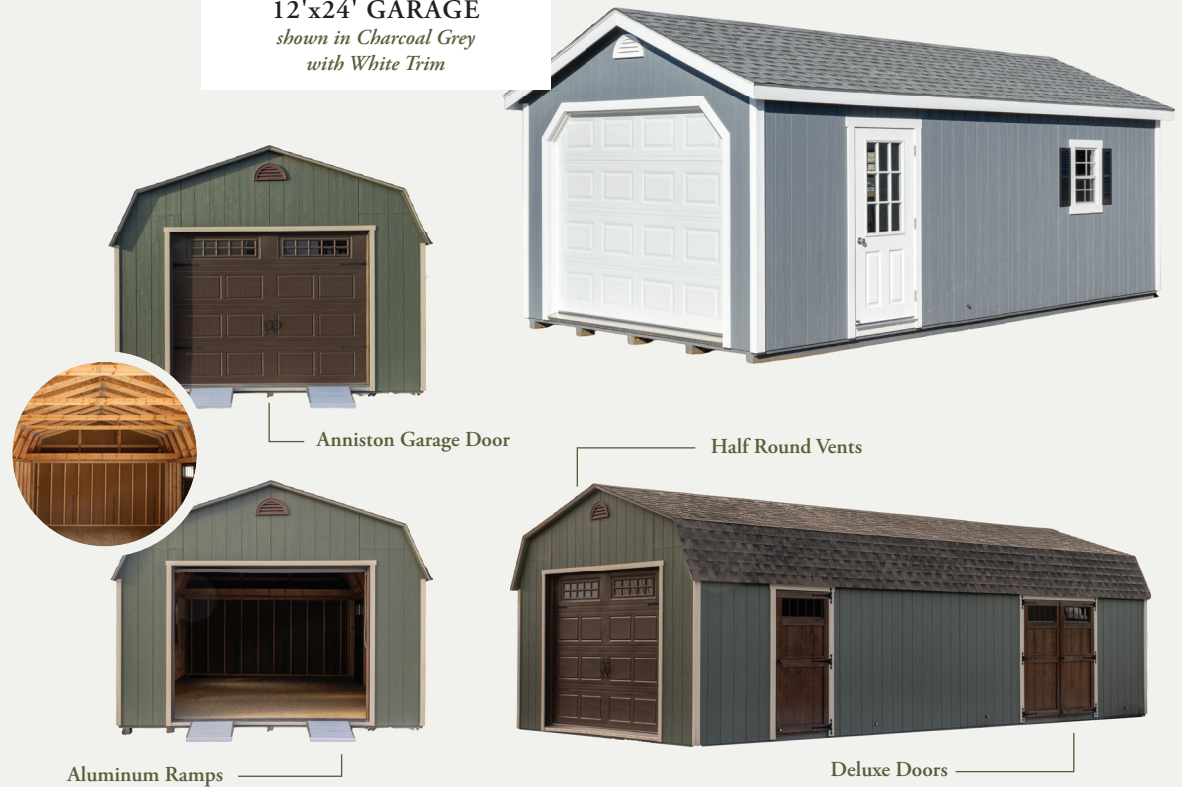 12'x24' GARAGE
shown in Charcoal Grey
with White Trim
Anniston Garage Door
Half Round Vents
Aluminum Ramps
Deluxe Doors